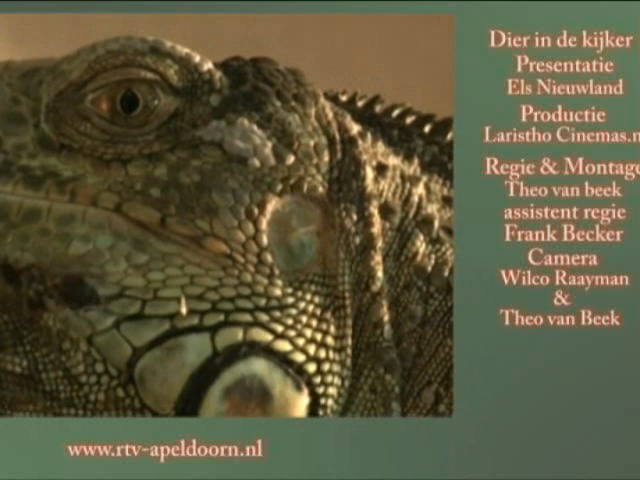 Dier in de kijker
Presentatie
Els Nieuwland
Productie
Laristho Cinemas.n
Regie & Montage
Theo van beek
assistent regie
Frank Becker
Camera
Wilco Raayman
&
Theo van Beek
www.rtv-apeldoorn.nl